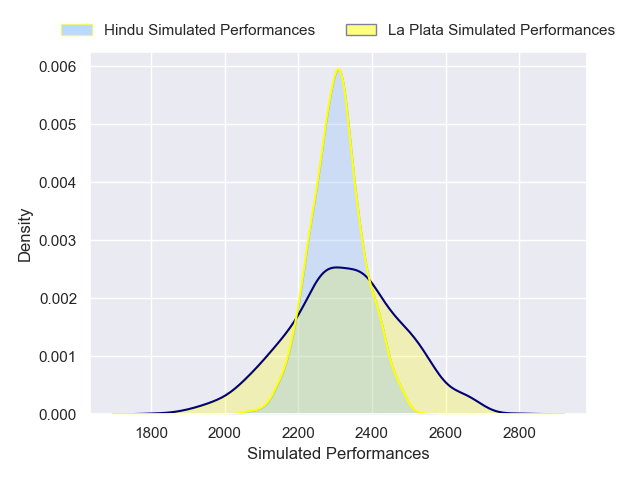 Hindu Simulated Performances
La Plata Simulated Performances
0.006
0.005
0.004
0.003
0.002
0.001
0.000
Density
1800 2000 2200 2400 2600 2800
Simulated Performances